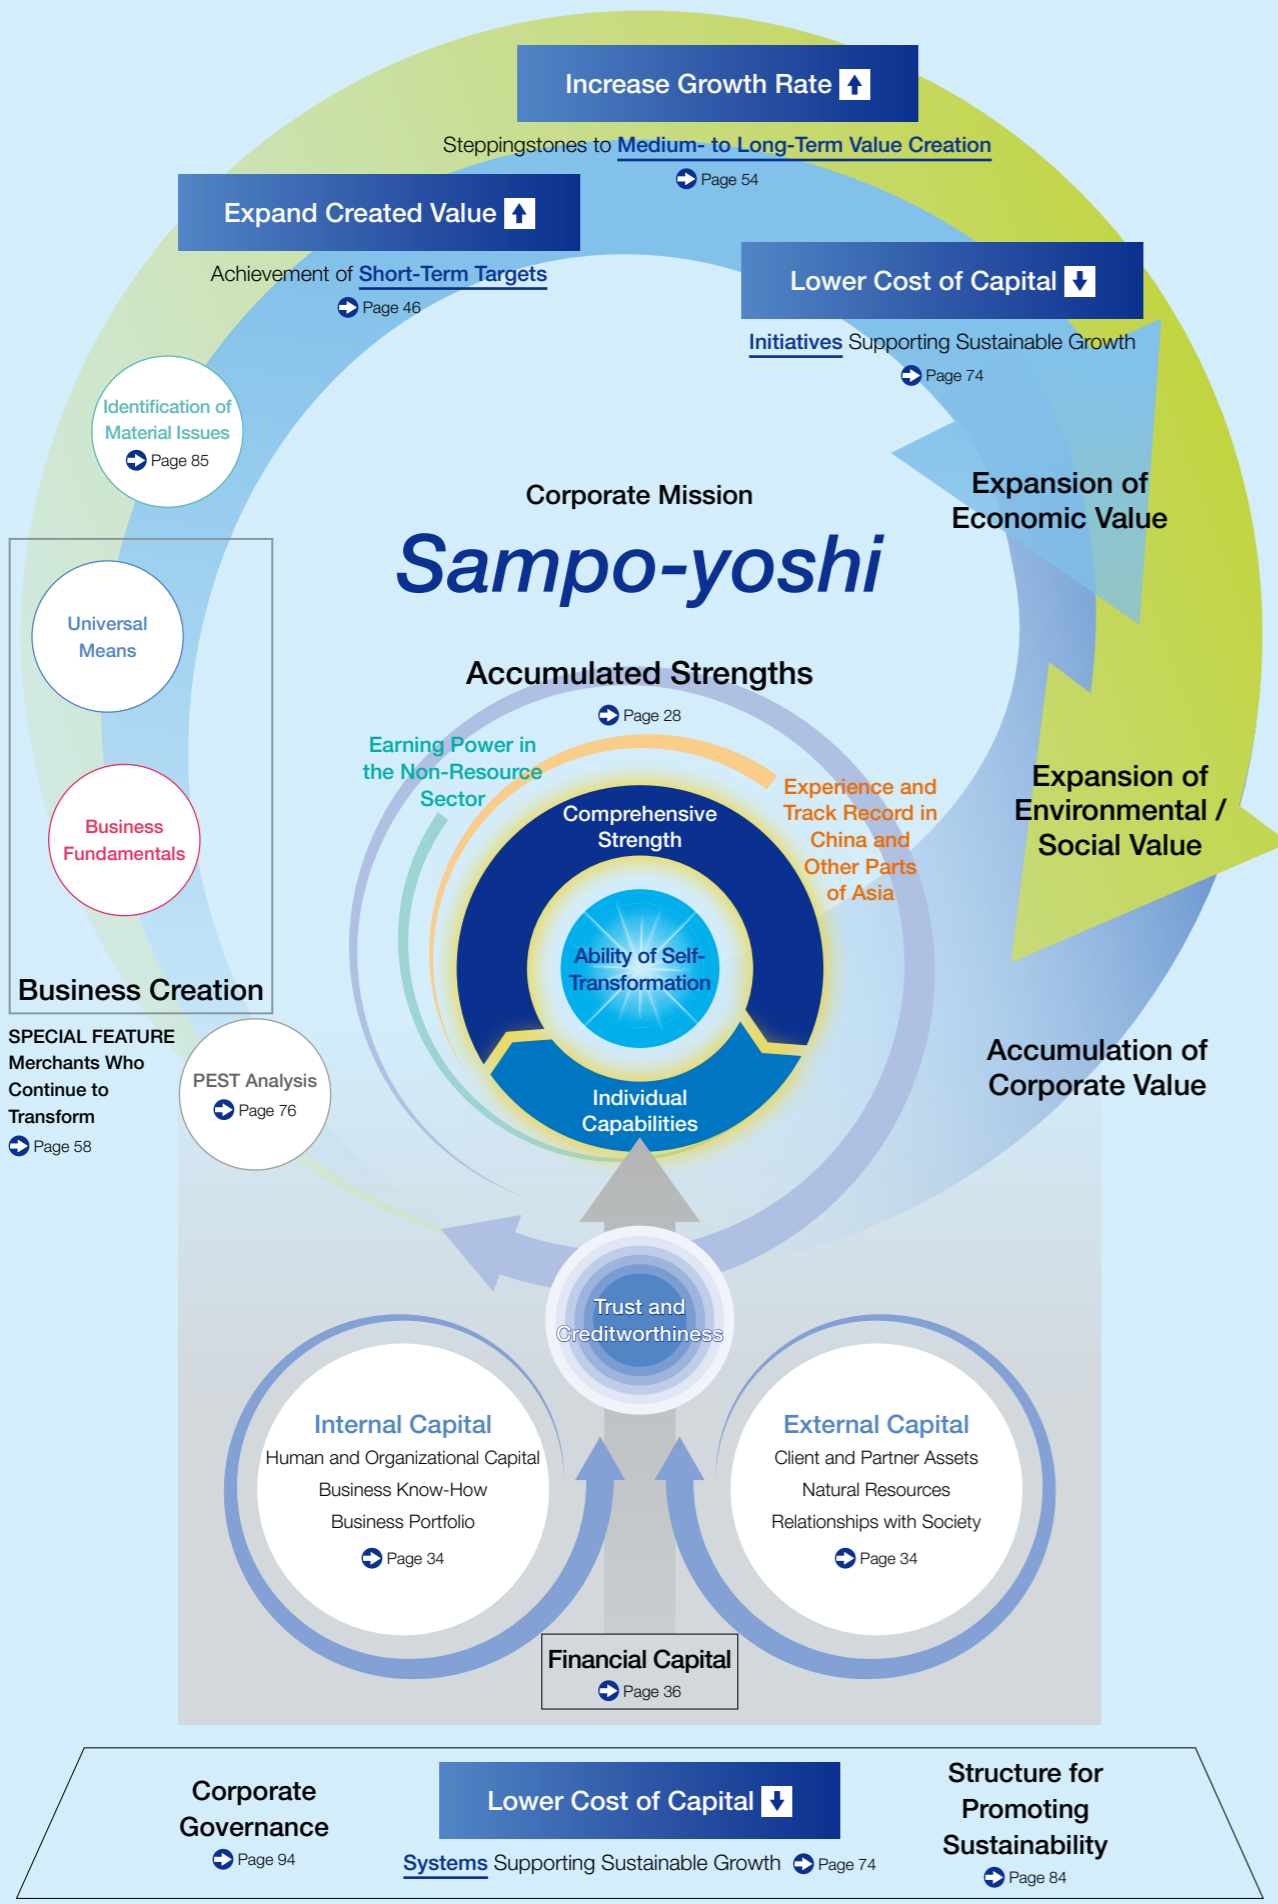 Increase Growth Rate
Steppingstones to Medium- to Long-Term Value Creation
Page 54
Expand Created Value
Achievement of Short-Term Targets
Page 46
Lower Cost of Capital
Initiatives Supporting Sustainable Growth
Page 74
Identification of
Material Issues
Page 85
Universal
Means
Business
Fundamentals
Business Creation
SPECIAL FEATURE
Merchants Who
Continue to
Transform
Page 58
PEST Analysis
Page 76
Corporate Mission
Sampo-yoshi
Accumulated Strengths
Page 28
Earning Power in
the Non-Resource
Sector
Experience and
Track Record in
China and
Other Parts
of Asia
Comprehensive
Strength
Ability of Self-
Transformation
Individual
Capabilities
Expansion of
Economic Value
Expansion of
Environmental /
Social Value
Accumulation of
Corporate Value
Trust and
Creditworthiness
Internal Capital
Human and Organizational Capital
Business Know-How
Business Portfolio
Page 34
External Capital
Client and Partner Assets
Natural Resources
Relationships with Society
Page 34
Financial Capital
Page 36
Corporate
Governance
Page 94
Lower Cost of Capital
Systems Supporting Sustainable Growth Page 74
Structure for
Promoting
Sustainability
Page 84